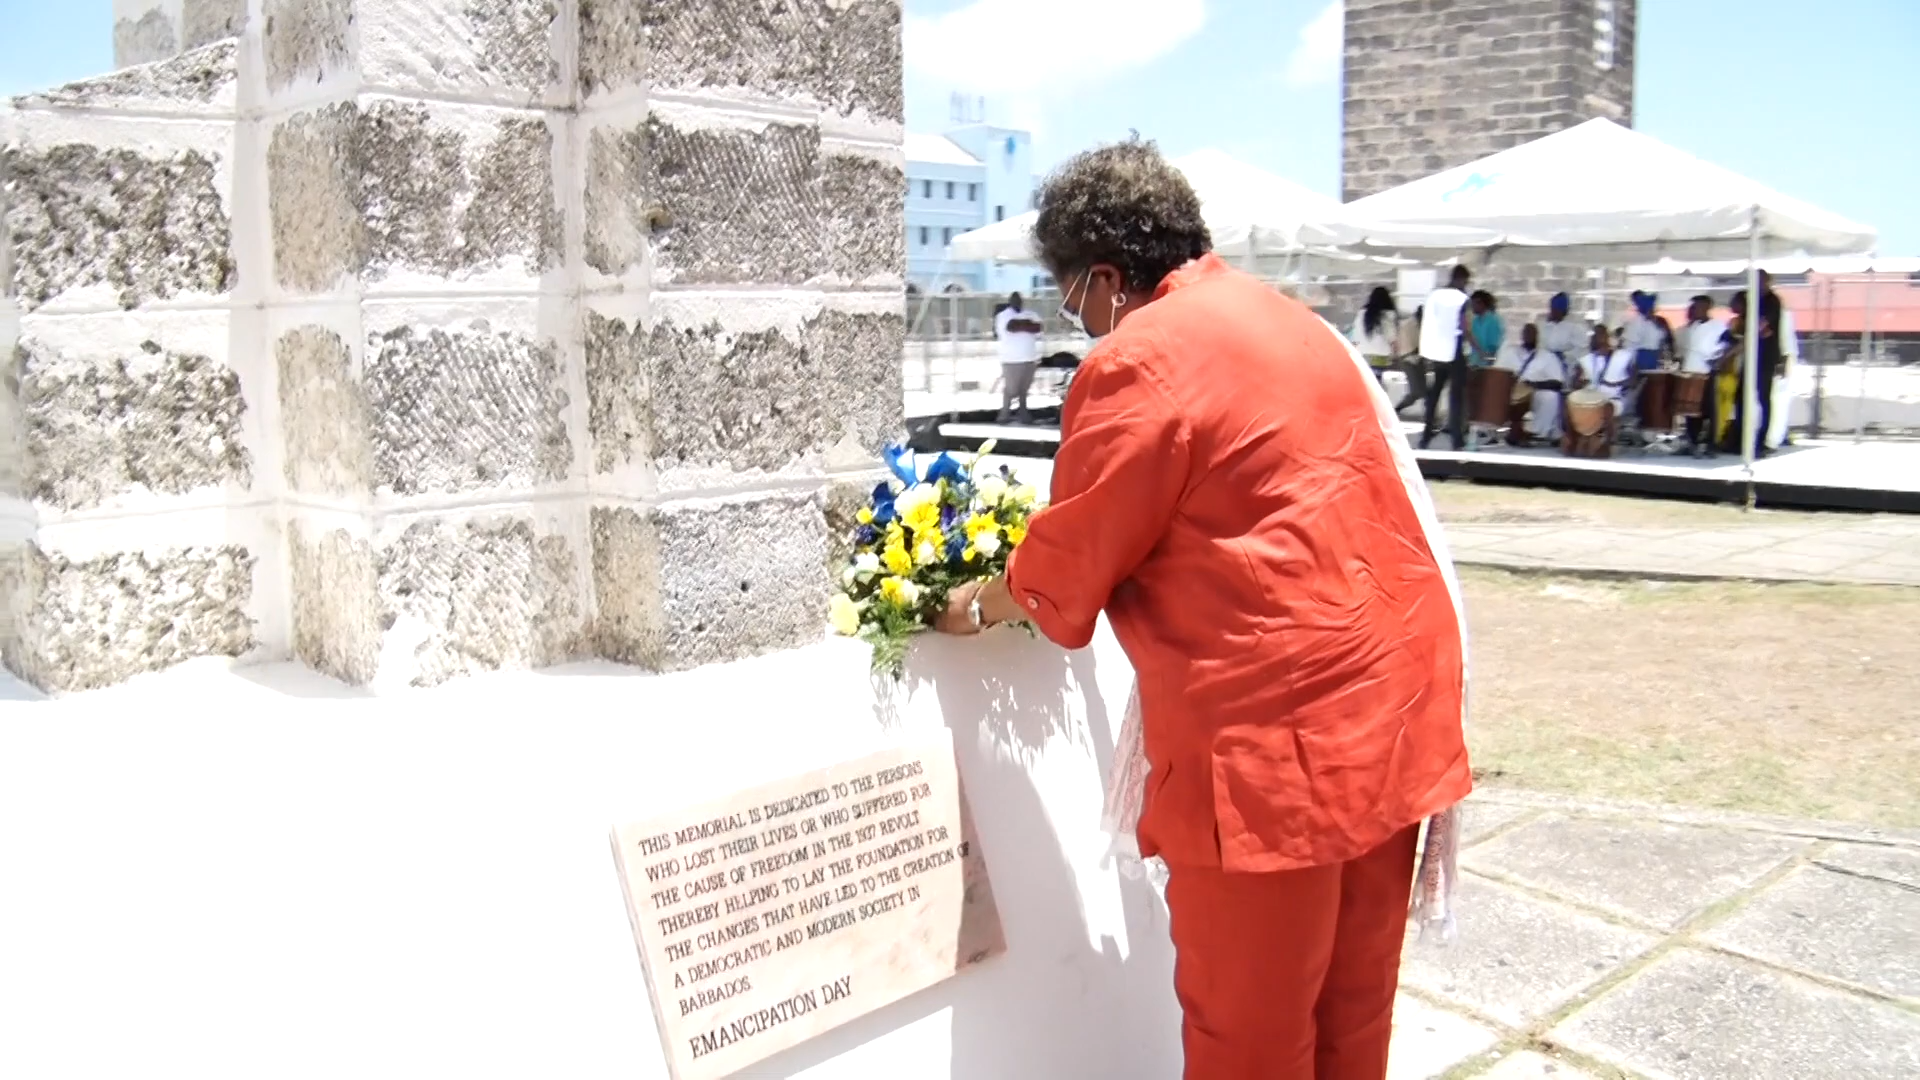 THIS MEMORIAL IS DEDICATED TO THE PERSONS
WHO LOST THEIR LIVES OR WHO SUFFERED FOR
THE CAUSE OF FREEDOM IN THE 1937 REVOLT
THEREBY HELPING TO LAY THE FOUNDATION FOR
THE CHANGES THAT HAVE LED TO THE CREATION OF
A DEMOCRATIC AND MODERN SOCIETY IN
BARBADOS
EMANCIPATION DAY